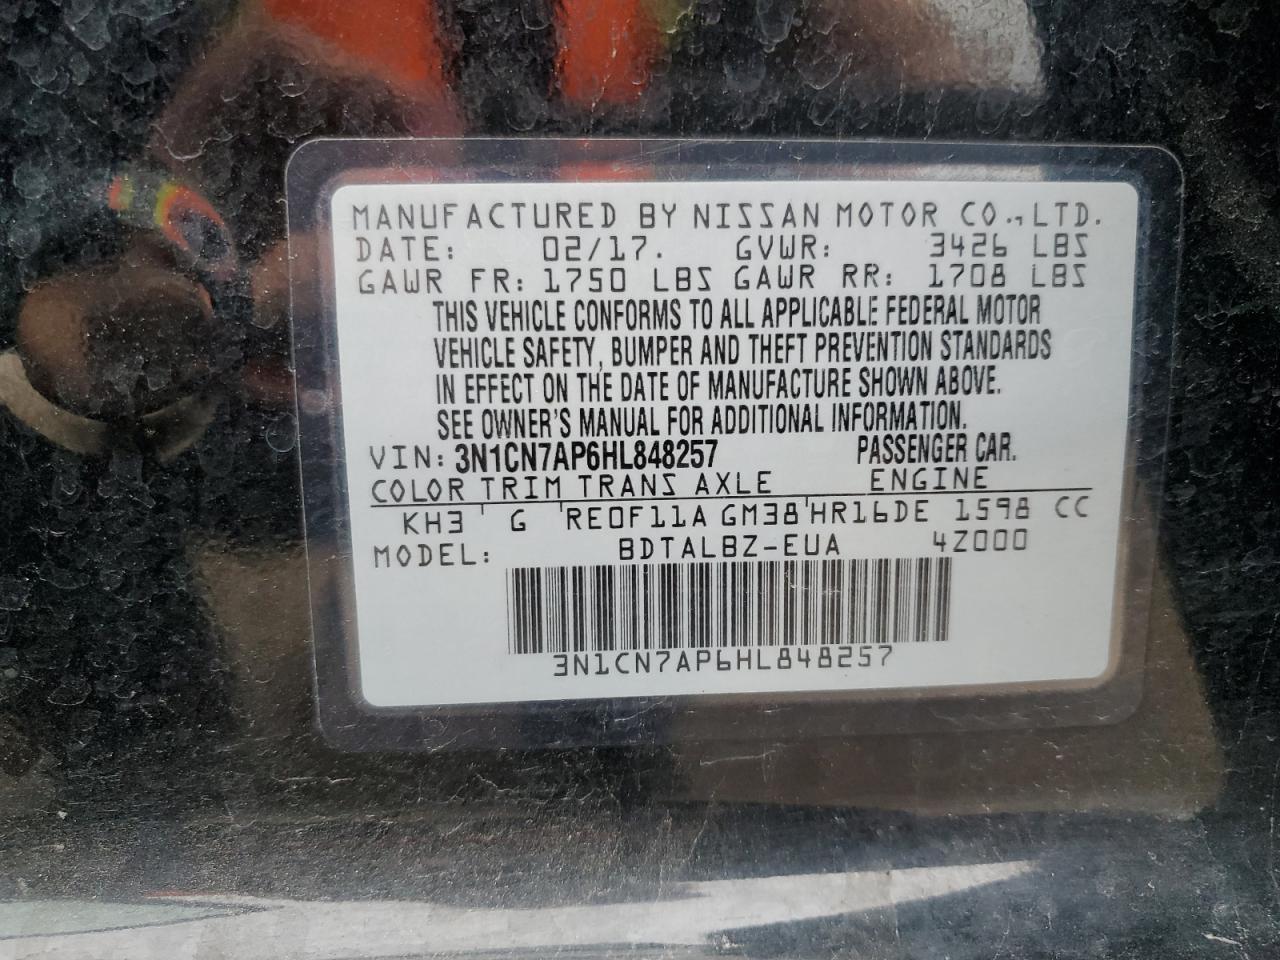 MANUFACTURED BY NISSAN MOTOR CO., LTD.
DATE: 02/17. GVWR: 3426 LBS
GAWR FR: 1750 LBS GAWR RR: 1708 LBS
THIS VEHICLE CONFORMS TO ALL APPLICABLE FEDERAL MOTOR
VEHICLE SAFETY, BUMPER AND THEFT PREVENTION STANDARDS
IN EFFECT ON THE DATE OF MANUFACTURE SHOWN ABOVE.
SEE OWNER'S MANUAL FOR ADDITIONAL INFORMATION.
VIN: 3N1CN7AP6HL848257 PASSENGER CAR.
COLOR TRIM TRANS AXLE ENGINE
KH3 G RE0F11A GM38 HR16DE 1598 CC
MODEL: BDTALBZ-EUA 4Z000
3N1CN7AP6HL848257